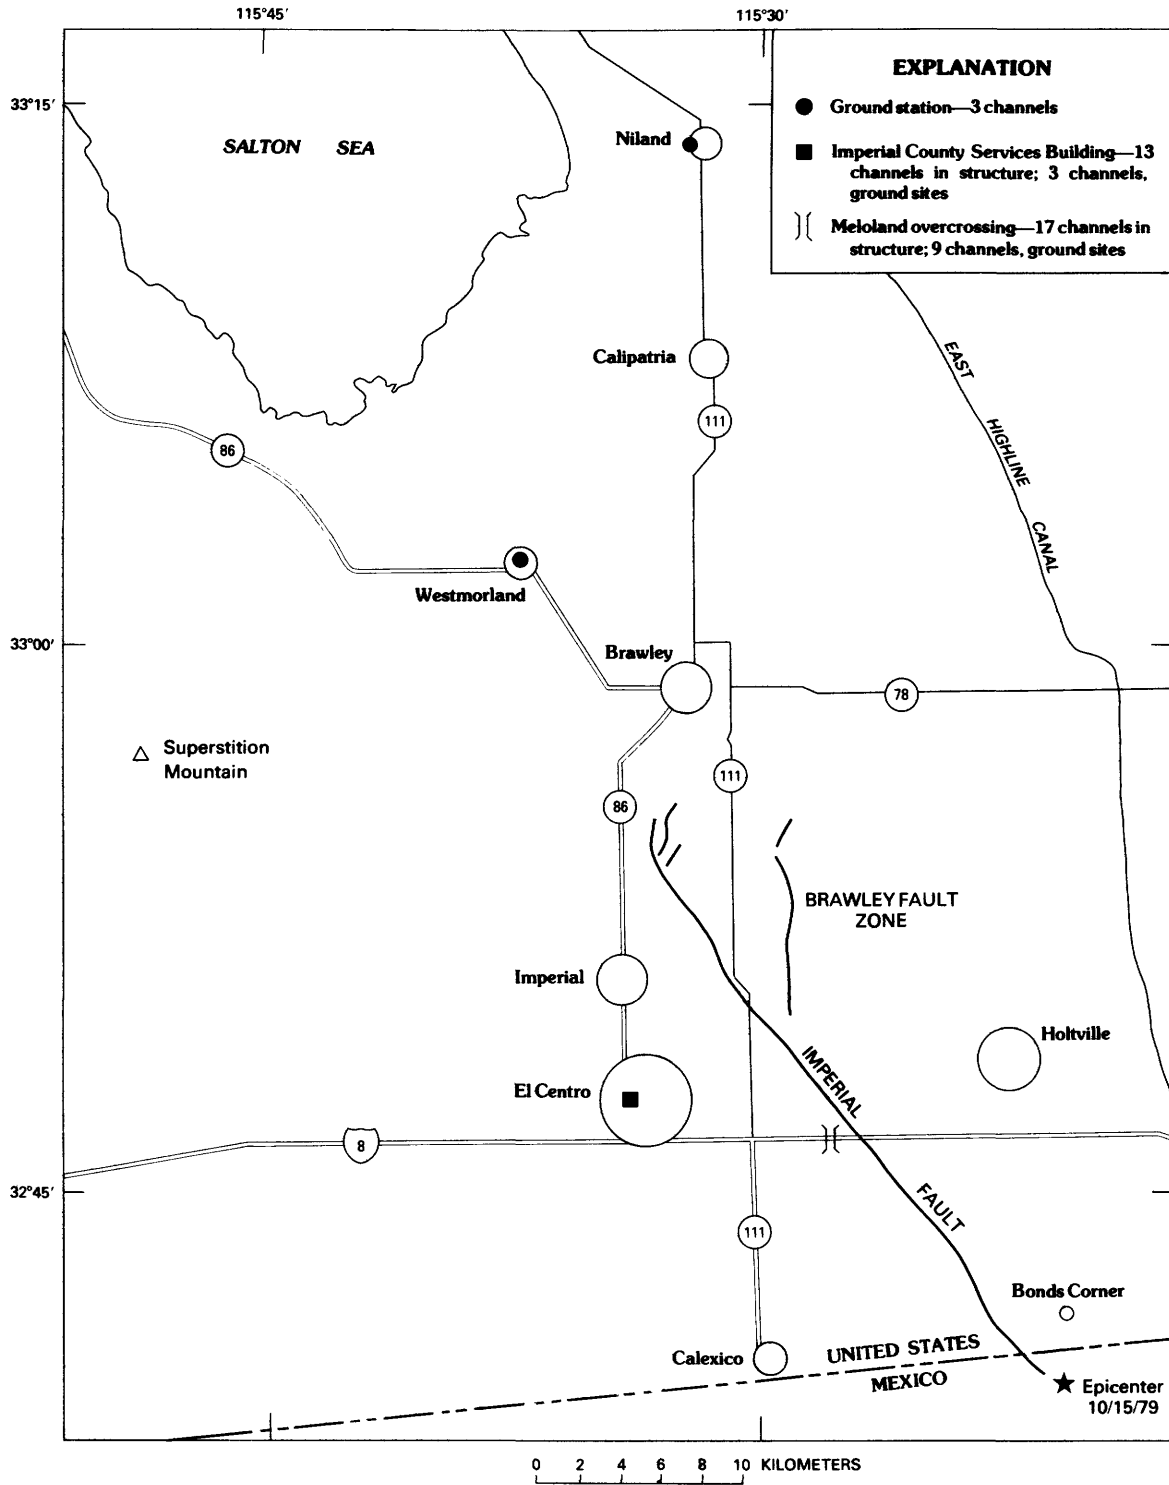 115°45′ 115°30′
EXPLANATION
33°15′
Ground station—3 channels
Niland
SALTON SEA
Imperial County Services Building—13
channels in structure; 3 channels,
ground sites
Meloland overcrossing—17 channels in
structure; 9 channels, ground sites
EAST
HIGHLINE
CANAL
Calipatria
111
86
Westmorland
33°00′
Brawley
78
Superstition
Mountain
111
86
BRAWLEY FAULT
ZONE
Imperial
Holtville
IMPERIAL
FAULT
El Centro
8
32°45′
111
Bonds Corner
Calexico
UNITED STATES
MEXICO
Epicenter
10/15/79
0 2 4 6 8 10 KILOMETERS